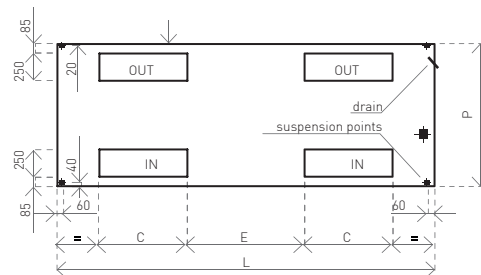 85
250
20
OUT
OUT
drain
P
suspension points
250
40
IN
IN
85
60
60
=
C
E
C
=
L